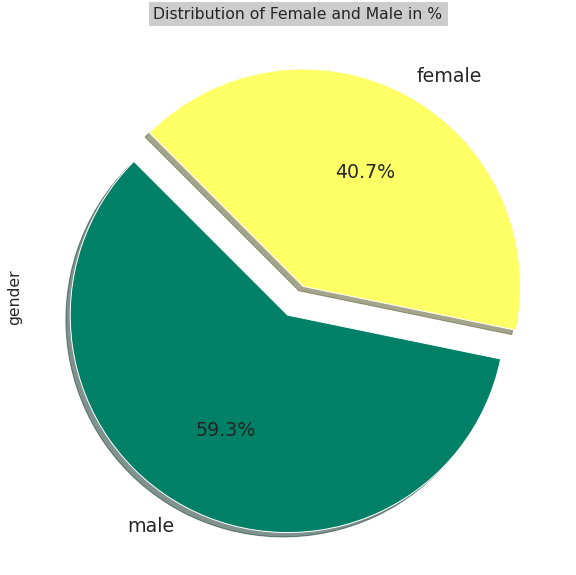 Distribution of Female and Male in %
female
40.7%
gender
59.3%
male